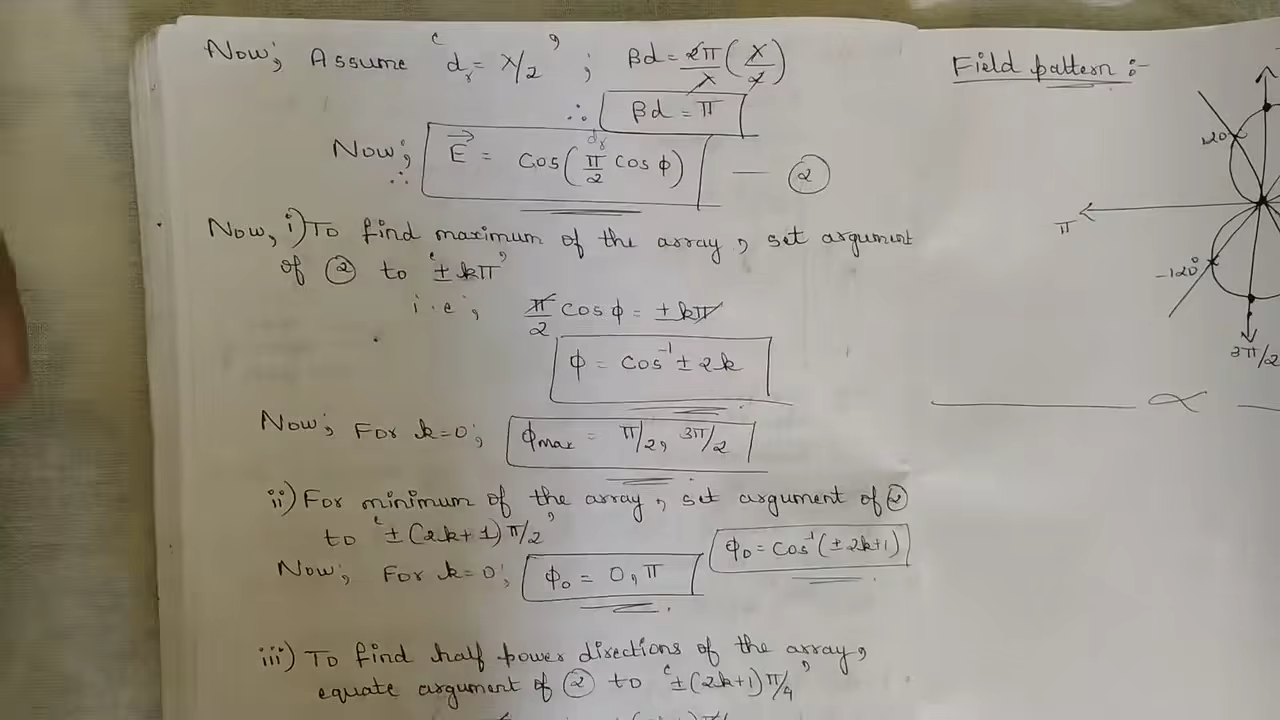 Now; Assume 'd = λ/2' ; βd = 2π/λ (λ/2)
∴ βd = π
Now; ∴ E⃗ = Cos(π/2 Cos φ) — ②
Now, i) To find maximum of the array, set argument
of ② to '± kπ'
i.e; π/2 Cos φ = ± kπ
φ = Cos⁻¹ ± 2k
Now; For k=0; φmax = π/2, 3π/2
ii) For minimum of the array, set argument of ②
to '± (2k+1) π/2'
φ₀ = Cos⁻¹(± 2k+1)
Now; For k=0; φ₀ = 0, π
iii) To find half power directions of the array,
equate argument of ② to '±(2k+1) π/4'
Field pattern :-
120°
π
-120°
3π/2